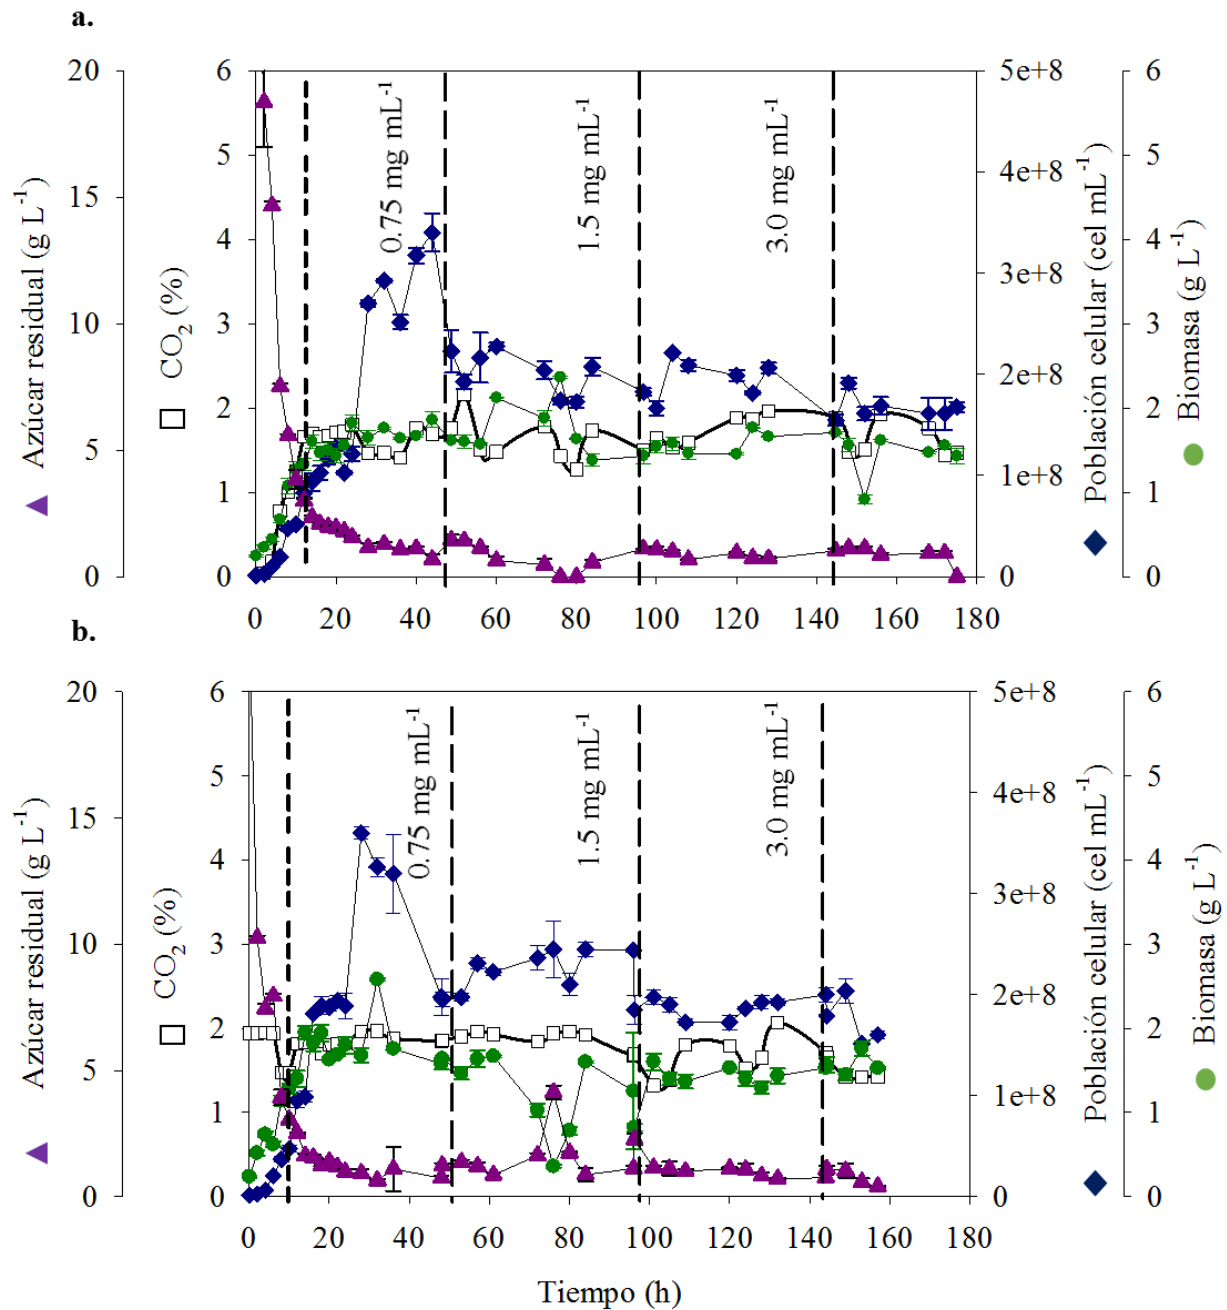 a.
20
15
10
5
0
Azúcar residual (g L-1)
6
5
4
3
2
1
0
CO2 (%)
0.75 mg mL-1
1.5 mg mL-1
3.0 mg mL-1
5e+8
4e+8
3e+8
2e+8
1e+8
0
Población celular (cel mL-1)
6
5
4
3
2
1
0
Biomasa (g L-1)
0 20 40 60 80 100 120 140 160 180
b.
20
15
10
5
0
Azúcar residual (g L-1)
6
5
4
3
2
1
0
CO2 (%)
0.75 mg mL-1
1.5 mg mL-1
3.0 mg mL-1
5e+8
4e+8
3e+8
2e+8
1e+8
0
Población celular (cel mL-1)
6
5
4
3
2
1
0
Biomasa (g L-1)
0 20 40 60 80 100 120 140 160 180
Tiempo (h)